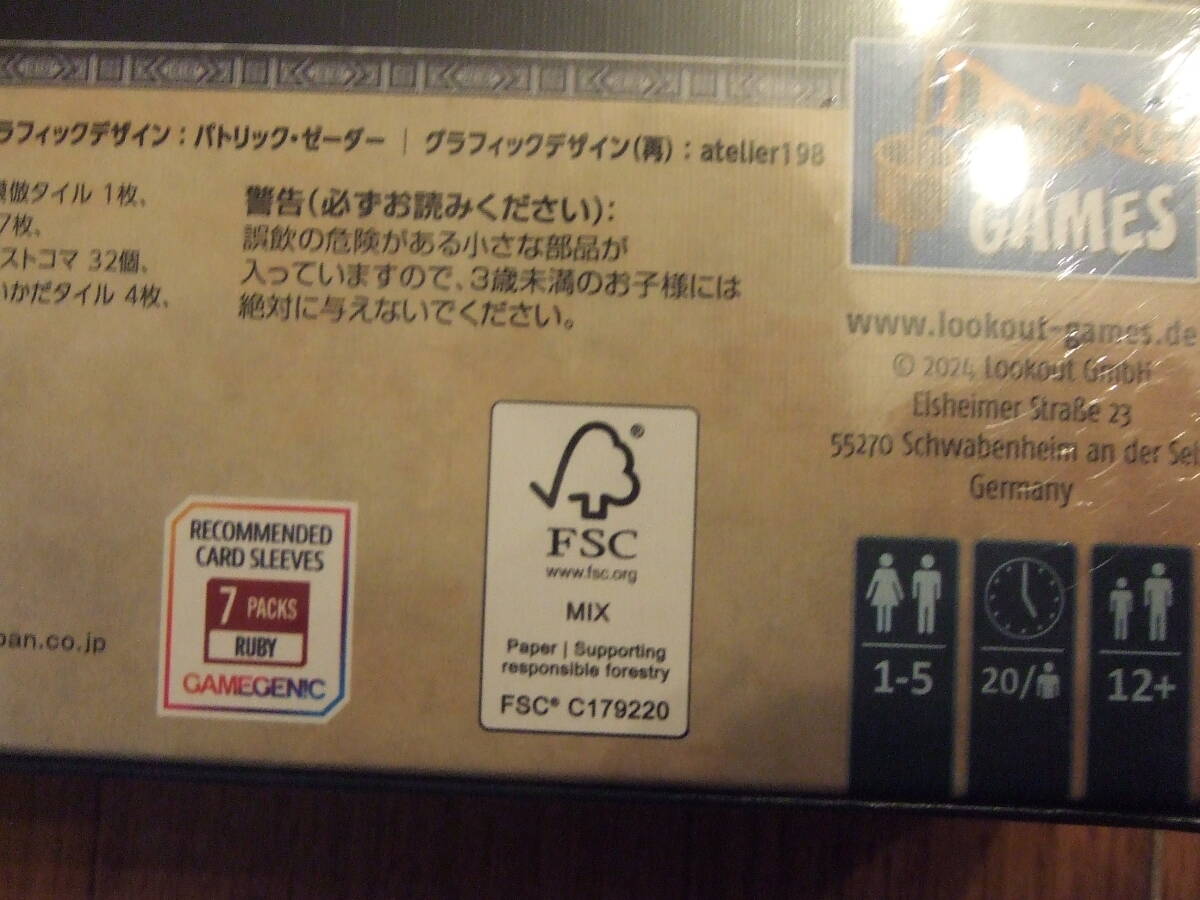 ラフィックデザイン：パトリック・ゼーダー | グラフィックデザイン(再)：atelier198
模倣タイル 1枚、
7枚、
ストコマ 32個、
いかだタイル 4枚、
警告(必ずお読みください):
誤飲の危険がある小さな部品が
入っていますので、3歳未満のお子様には
絶対に与えないでください。
GAMES
www.lookout-games.de
© 2024 Lookout GmbH
Elsheimer Straße 23
55270 Schwabenheim an der Sel
Germany
pan.co.jp
RECOMMENDED
CARD SLEEVES
7 PACKS
RUBY
GAMEGENIC
®
FSC
www.fsc.org
MIX
Paper | Supporting
responsible forestry
FSC® C179220
1-5
20/
12+